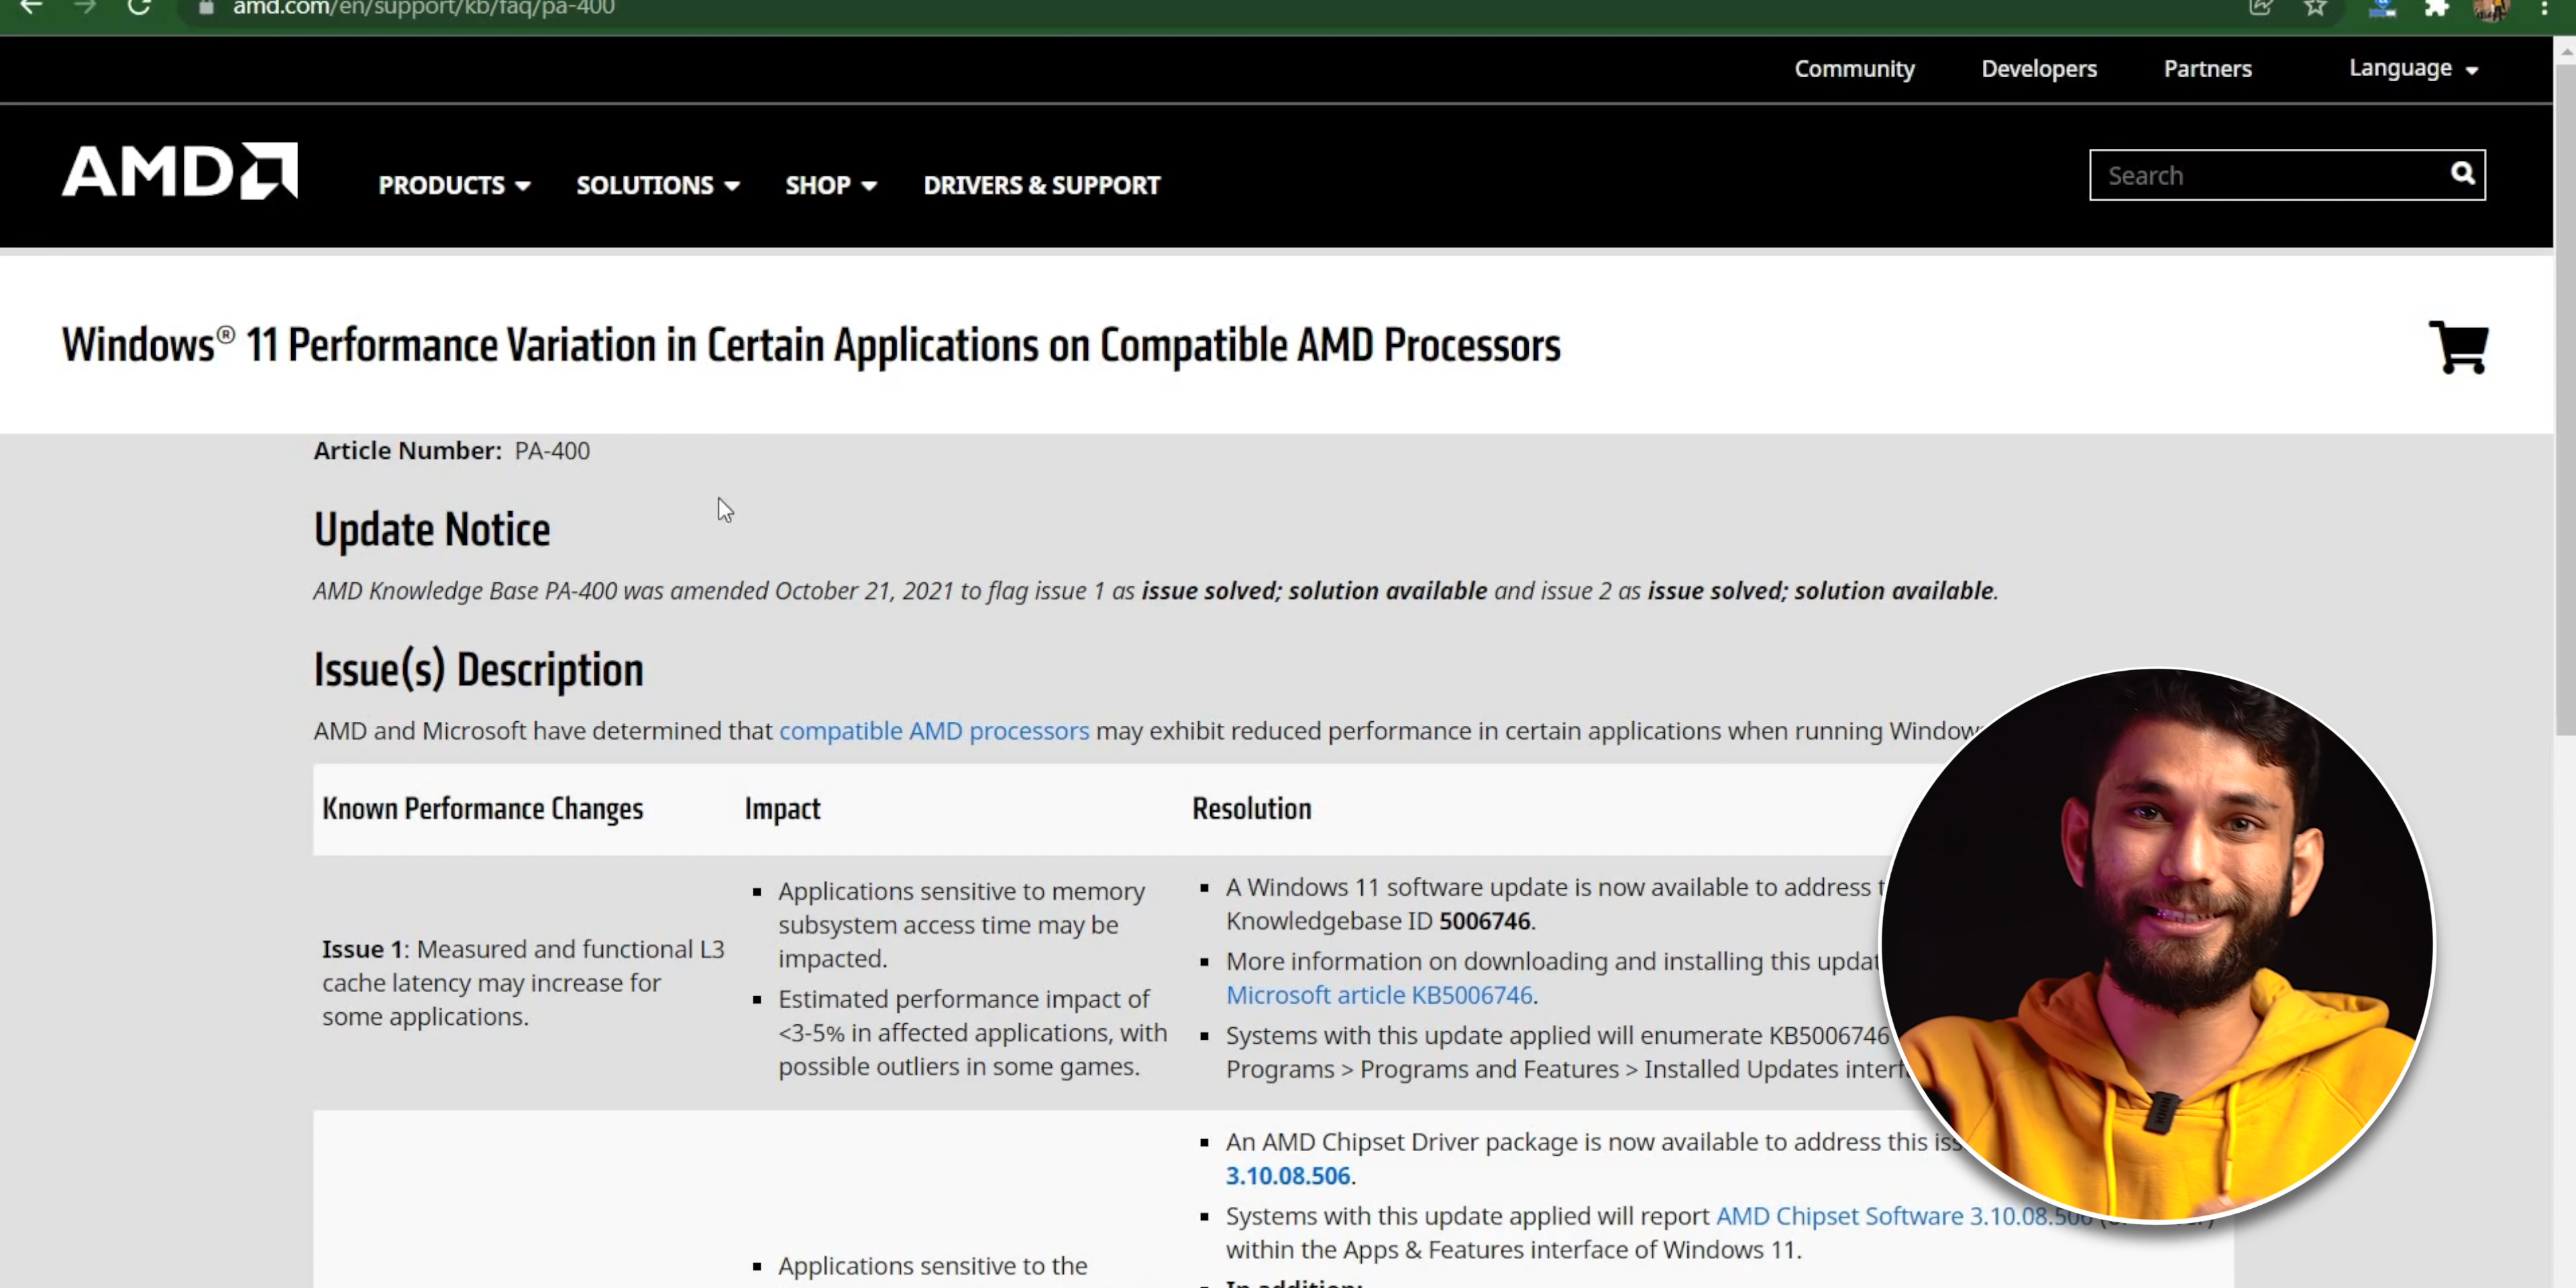 amd.com/en/support/kb/faq/pa-400
Community Developers Partners Language
AMD PRODUCTS SOLUTIONS SHOP DRIVERS & SUPPORT Search
Windows® 11 Performance Variation in Certain Applications on Compatible AMD Processors
Article Number: PA-400
Update Notice
AMD Knowledge Base PA-400 was amended October 21, 2021 to flag issue 1 as issue solved; solution available and issue 2 as issue solved; solution available.
Issue(s) Description
AMD and Microsoft have determined that compatible AMD processors may exhibit reduced performance in certain applications when running
Known Performance Changes Impact Resolution
Issue 1: Measured and functional L3
cache latency may increase for
some applications.
▪ Applications sensitive to memory
subsystem access time may be
impacted.
▪ Estimated performance impact of
<3-5% in affected applications, with
possible outliers in some games.
▪ A Windows 11 software update is now available to address
Knowledgebase ID 5006746.
▪ More information on downloading and installing this
Microsoft article KB5006746.
▪ Systems with this update applied will enumerate KB5006746
Programs > Programs and Features > Installed Updates
▪ Applications sensitive to the
▪ An AMD Chipset Driver package is now available to address this
3.10.08.506.
▪ Systems with this update applied will report AMD Chipset Software 3.10.08.506
within the Apps & Features interface of Windows 11.
▪ In addition: